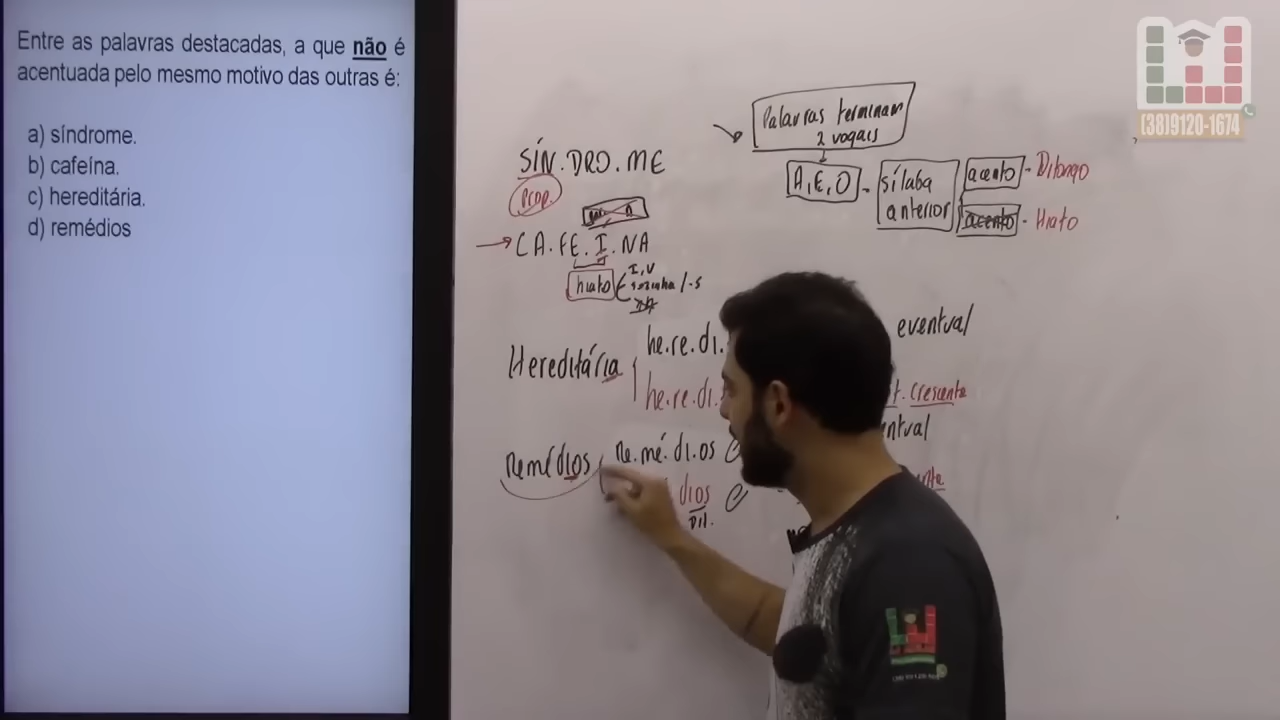 Entre as palavras destacadas, a que não é
acentuada pelo mesmo motivo das outras é:
a) síndrome.
b) cafeína.
c) hereditária.
d) remédios
(38)9120-1674
Palavras terminam
2 vogais
A, E, O
sílaba
anterior
acento - Ditongo
acento - Hiato
SÍN.DRO.ME
Prop.
CA.FE.Í.NA
hiato
I, U
sozinha /-s
Hereditária
he.re.di.
eventual
he.re.di.
t. crescente
Remédios
re.mé.di.os
ntual
dios
Dit.